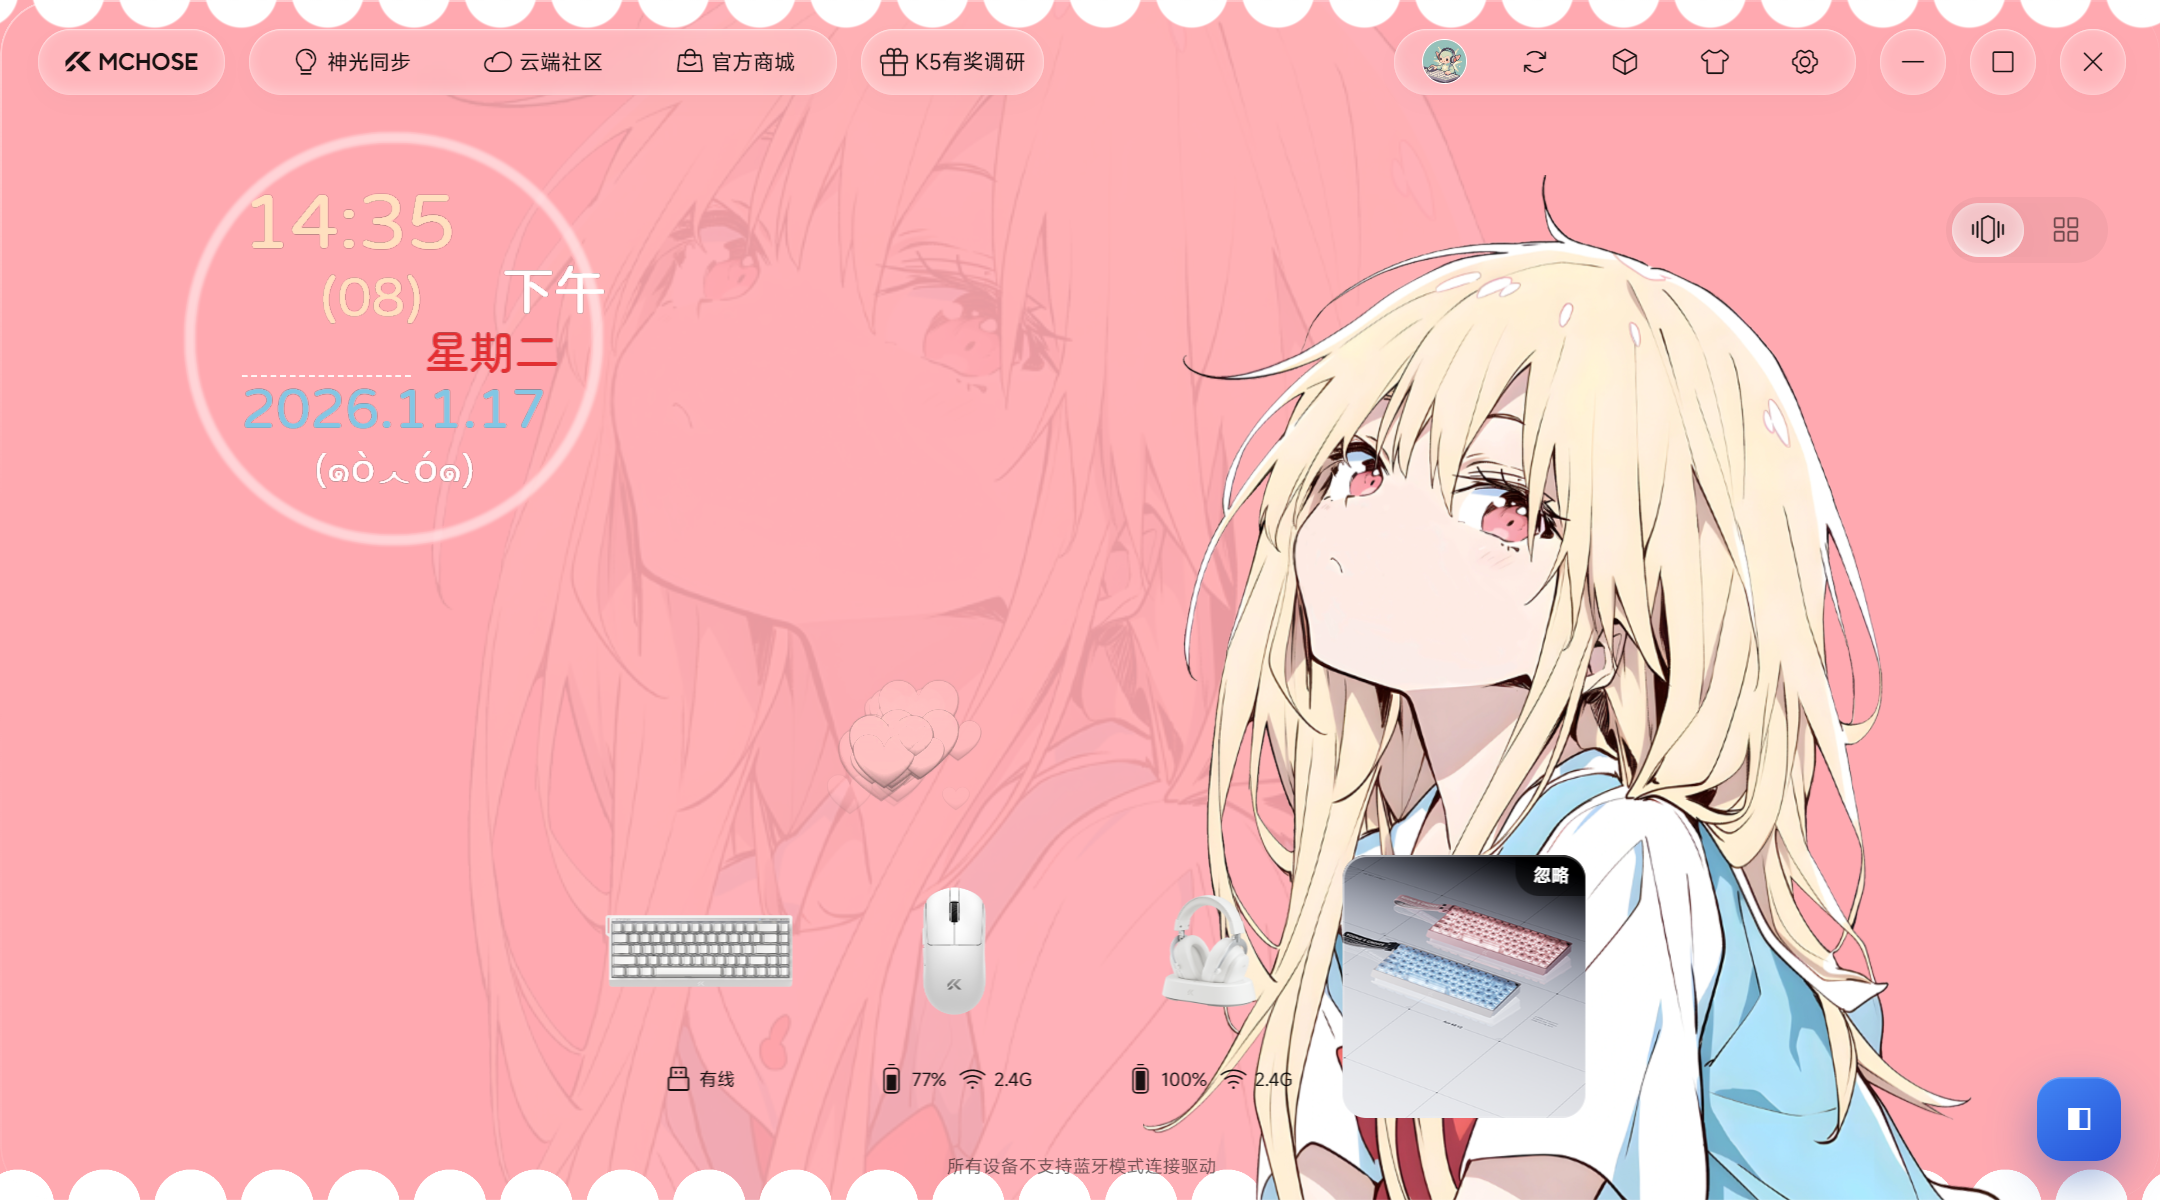 MCHOSE
神光同步
云端社区
官方商城
K5有奖调研
14:35
(08)
下午
星期二
2026.11.17
(๑òㅅó๑)
忽略
有线
77%
2.4G
100%
2.4G
所有设备不支持蓝牙模式连接驱动